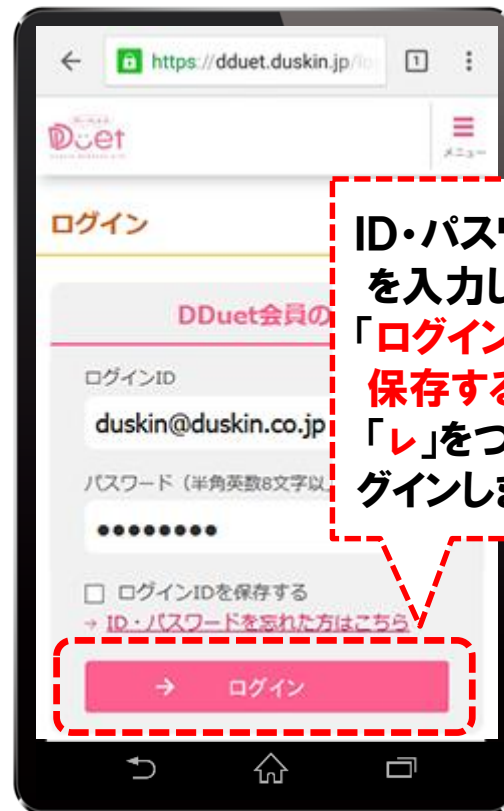 https://dduet.duskin.jp/lo
1
DDuet
メニュー
ログイン
DDuet会員の
ログインID
duskin@duskin.co.jp
パスワード（半角英数8文字以
●●●●●●●●
ログインIDを保存する
→ ID・パスワードを忘れた方はこちら
→ ログイン
ID・パスワ
を入力し
「ログイン
保存する
「レ」をつ
グインしま